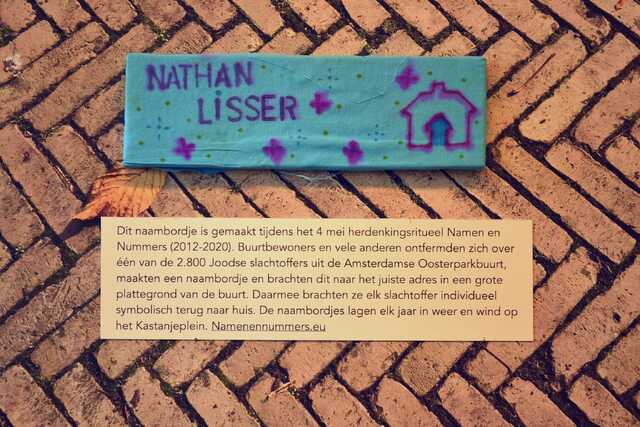 NATHAN
LISSER
Dit naambordje is gemaakt tijdens het 4 mei herdenkingsritueel Namen en
Nummers (2012-2020). Buurtbewoners en vele anderen ontfermden zich over
één van de 2.800 Joodse slachtoffers uit de Amsterdamse Oosterparkbuurt,
maakten een naambordje en brachten dit naar het juiste adres in een grote
plattegrond van de buurt. Daarmee brachten ze elk slachtoffer individueel
symbolisch terug naar huis. De naambordjes lagen elk jaar in weer en wind op
het Kastanjeplein. Namenennummers.eu